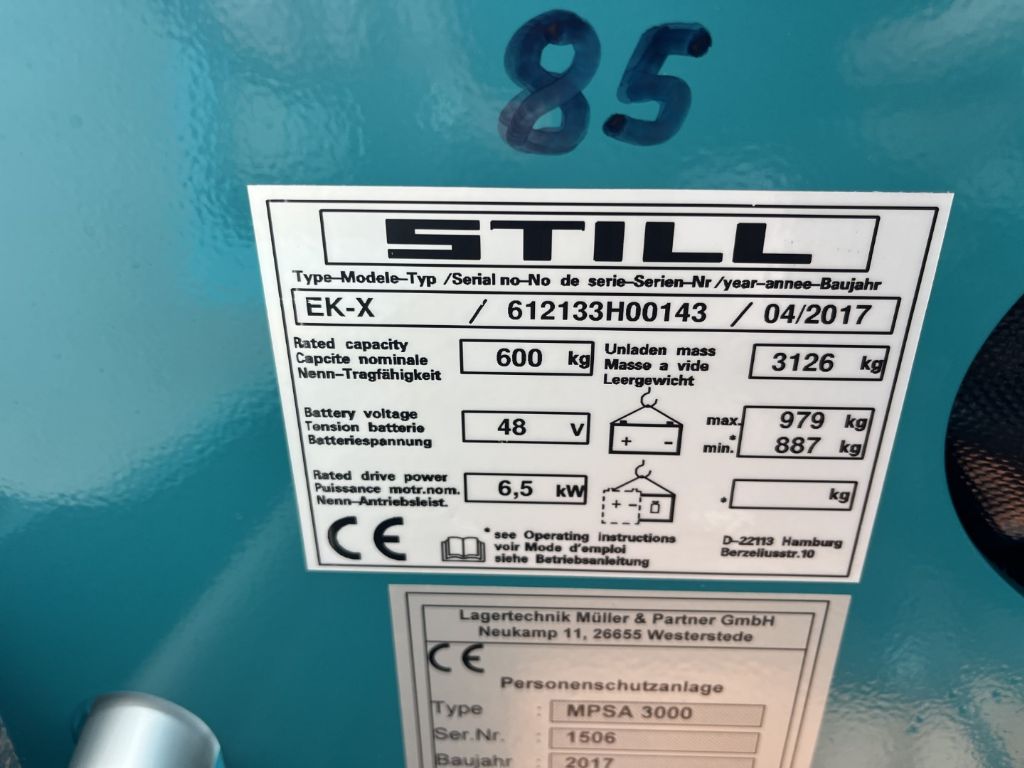 85
STILL
Type-Modele-Typ /Serial no-No de serie-Serien-Nr /year-annee-Baujahr
EK-X / 612133H00143 / 04/2017
Rated capacity
Capcite nominale
Nenn-Tragfähigkeit
600 kg
Unladen mass
Masse a vide
Leergewicht
3126 kg
Battery voltage
Tension batterie
Batteriespannung
48 V
+ -
max. 979 kg
min.* 887 kg
Rated drive power
Puissance motr.nom.
Nenn-Antriebsleist.
6,5 kW
+ -
* kg
CE
* see Operating instructions
voir Mode d'emploi
siehe Betriebsanleitung
D-22113 Hamburg
Berzeliusstr.10
Lagertechnik Müller & Partner GmbH
Neukamp 11, 26655 Westerstede
CE
Personenschutzanlage
Type : MPSA 3000
Ser.Nr. : 1506
Baujahr : 2017